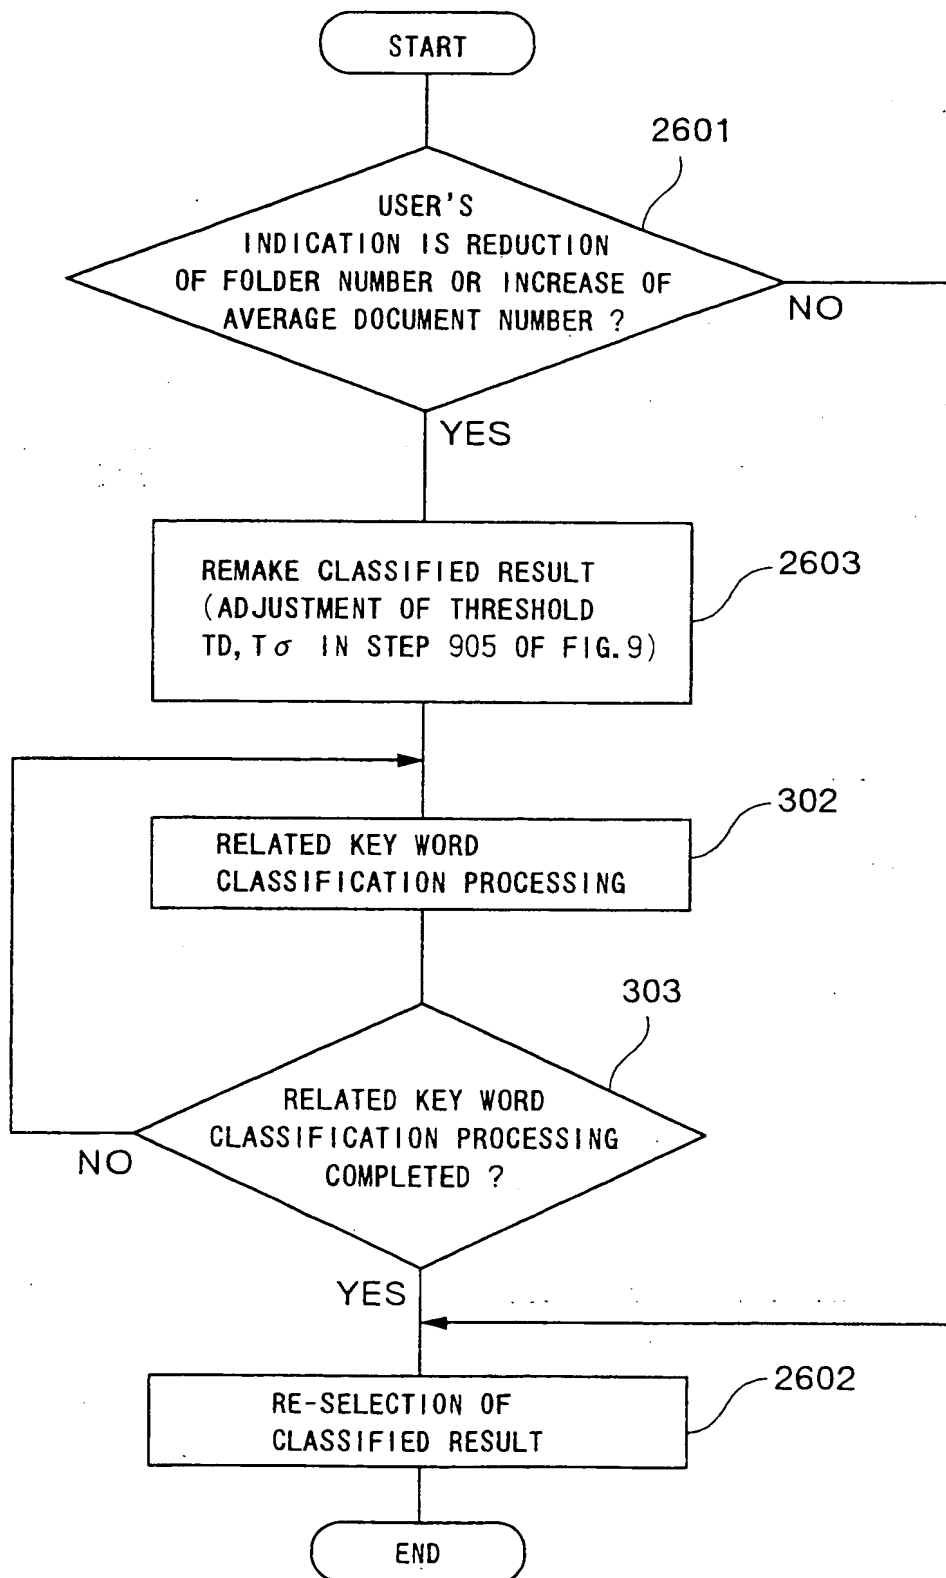 START
2601
USER'S
INDICATION IS REDUCTION
OF FOLDER NUMBER OR INCREASE OF
AVERAGE DOCUMENT NUMBER ?
NO
YES
REMAKE CLASSIFIED RESULT
(ADJUSTMENT OF THRESHOLD
TD, Tσ IN STEP 905 OF FIG.9)
2603
302
RELATED KEY WORD
CLASSIFICATION PROCESSING
303
RELATED KEY WORD
CLASSIFICATION PROCESSING
COMPLETED ?
NO
YES
2602
RE-SELECTION OF
CLASSIFIED RESULT
END